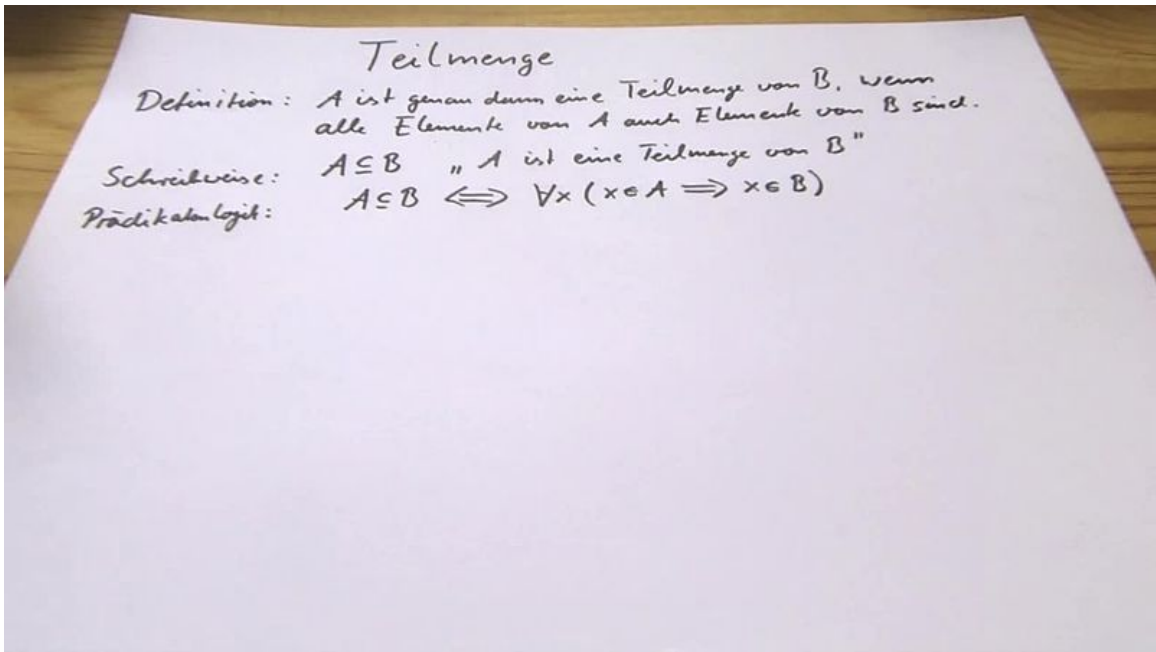 Teilmenge
Definition: A ist genau dann eine Teilmenge von B, wenn
alle Elemente von A auch Elemente von B sind.
Schreibweise: A ⊆ B „A ist eine Teilmenge von B"
Prädikatenlogik: A ⊆ B ⟺ ∀x (x ∈ A ⟹ x ∈ B)